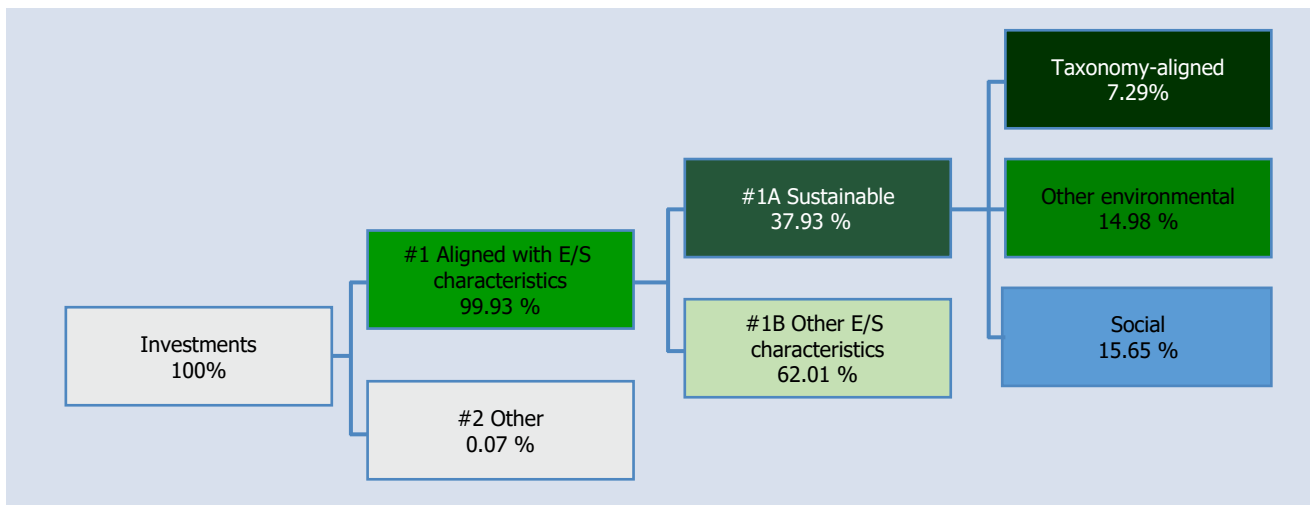 Investments
100%
#1 Aligned with E/S
characteristics
99.93 %
#2 Other
0.07 %
#1A Sustainable
37.93 %
#1B Other E/S
characteristics
62.01 %
Taxonomy-aligned
7.29%
Other environmental
14.98 %
Social
15.65 %